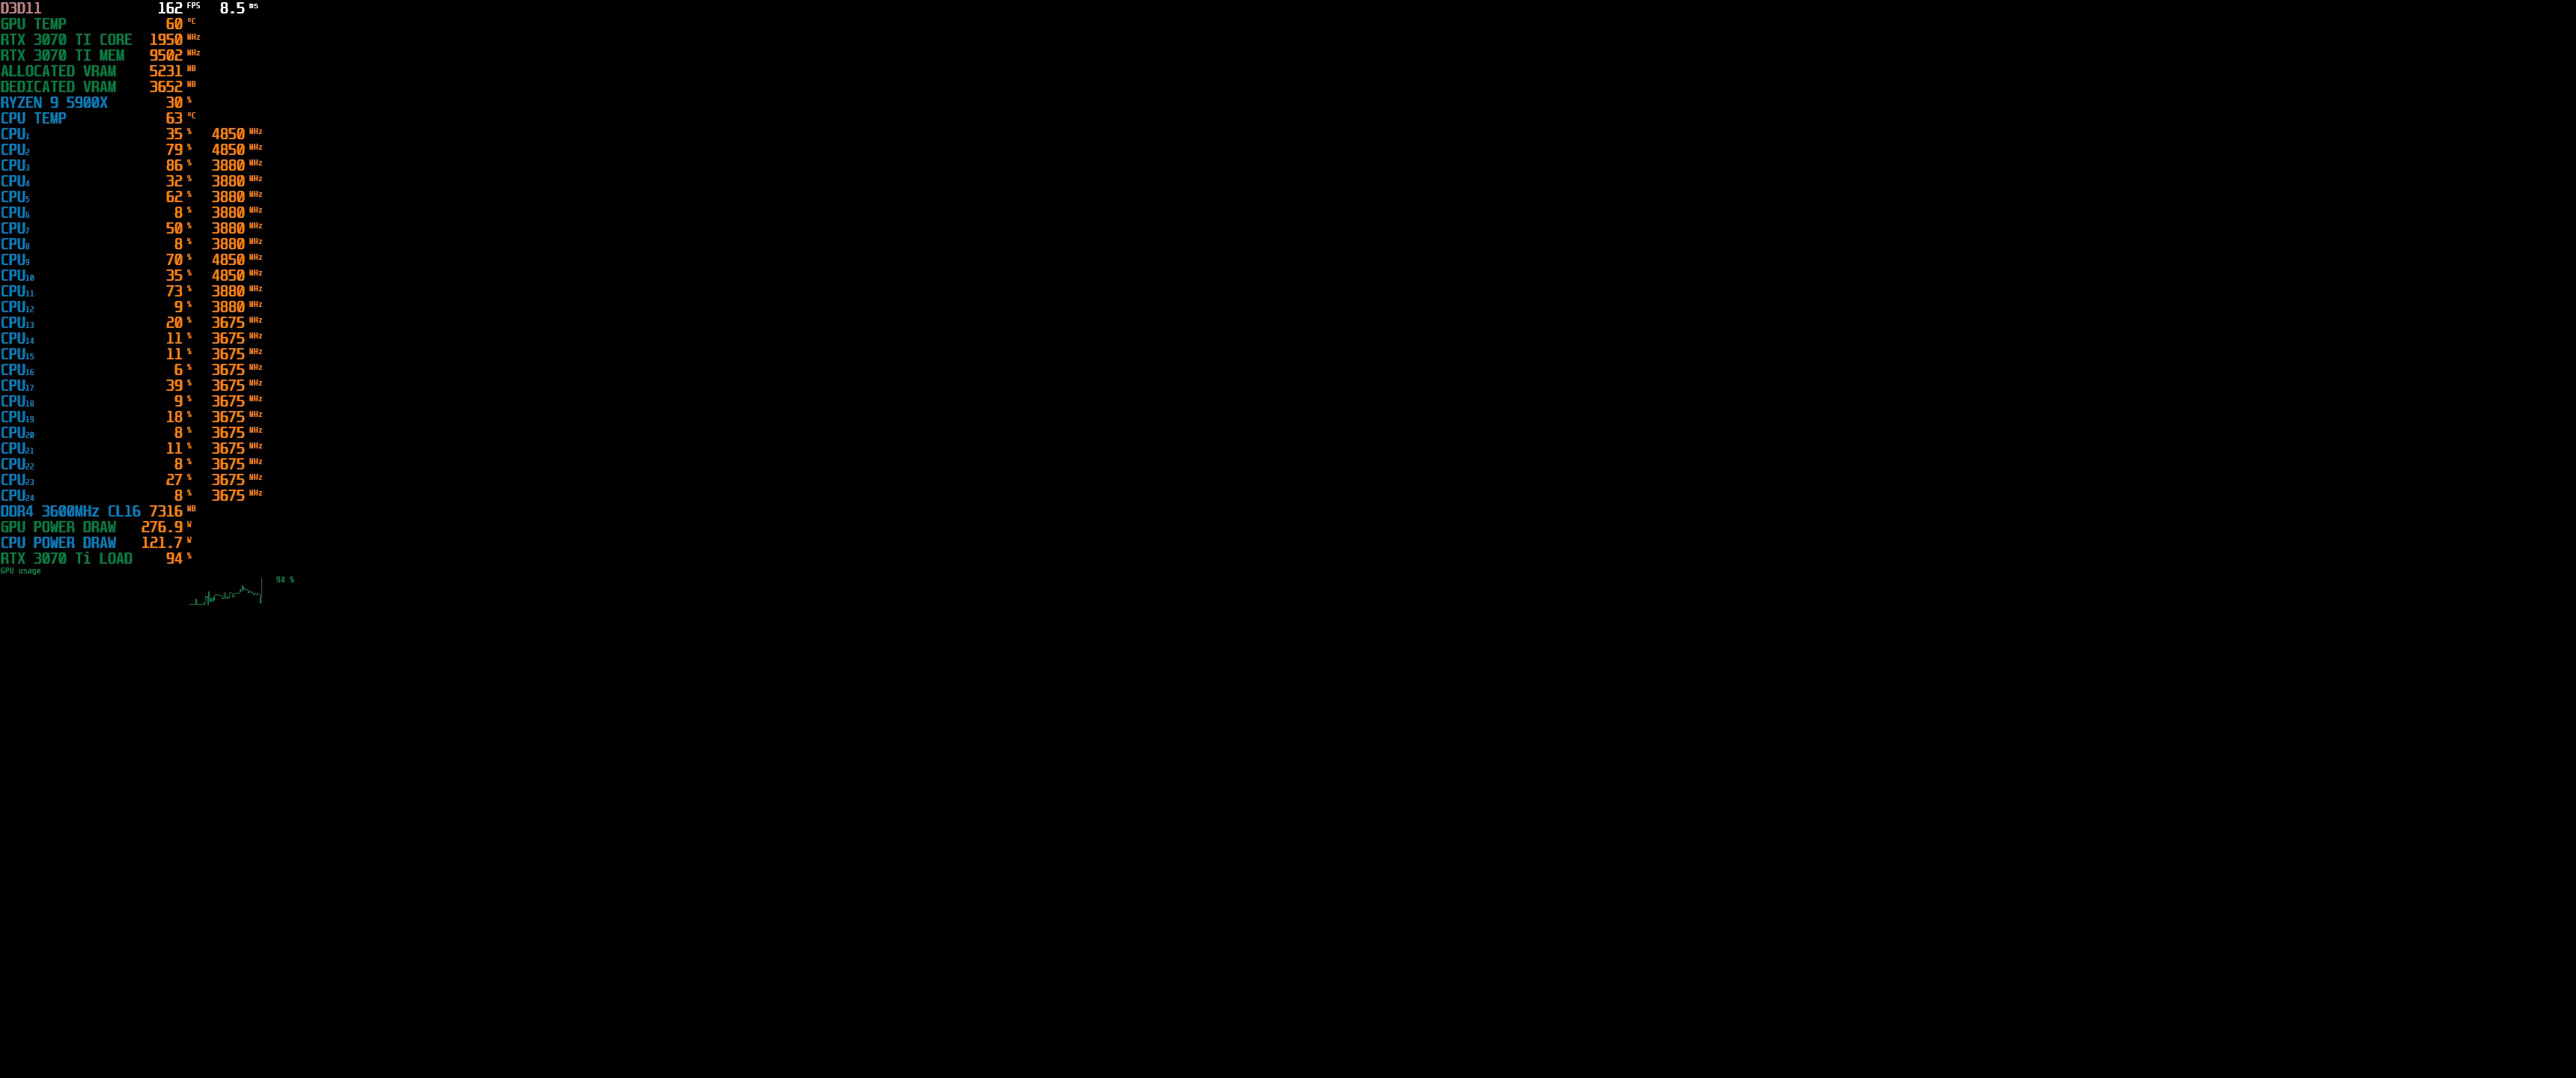 D3D11 162 FPS 8.5 ms
GPU TEMP 60 °C
RTX 3070 TI CORE 1950 MHz
RTX 3070 TI MEM 9502 MHz
ALLOCATED VRAM 5231 MB
DEDICATED VRAM 3652 MB
RYZEN 9 5900X 30 %
CPU TEMP 63 °C
CPU1 35 % 4850 MHz
CPU2 79 % 4850 MHz
CPU3 86 % 3880 MHz
CPU4 32 % 3880 MHz
CPU5 62 % 3880 MHz
CPU6 8 % 3880 MHz
CPU7 50 % 3880 MHz
CPU8 8 % 3880 MHz
CPU9 70 % 4850 MHz
CPU10 35 % 4850 MHz
CPU11 73 % 3880 MHz
CPU12 9 % 3880 MHz
CPU13 20 % 3675 MHz
CPU14 11 % 3675 MHz
CPU15 11 % 3675 MHz
CPU16 6 % 3675 MHz
CPU17 39 % 3675 MHz
CPU18 9 % 3675 MHz
CPU19 18 % 3675 MHz
CPU20 8 % 3675 MHz
CPU21 11 % 3675 MHz
CPU22 8 % 3675 MHz
CPU23 27 % 3675 MHz
CPU24 8 % 3675 MHz
DDR4 3600MHz CL16 7316 MB
GPU POWER DRAW 276.9 W
CPU POWER DRAW 121.7 W
RTX 3070 Ti LOAD 94 %
GPU usage
94 %